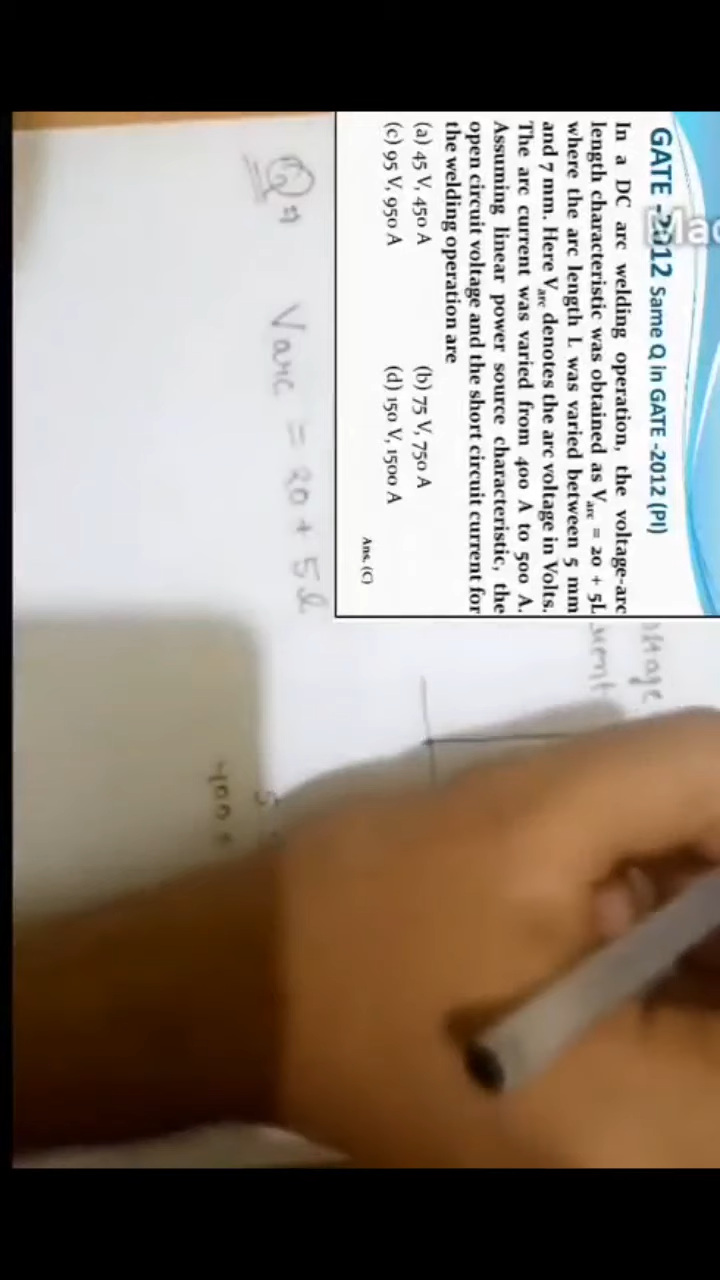 GATE -2012 Same Q in GATE -2012 (PI)
Mac
In a DC arc welding operation, the voltage-arc
length characteristic was obtained as Varc = 20 + 5L
where the arc length L was varied between 5 mm
and 7 mm. Here Varc denotes the arc voltage in Volts.
The arc current was varied from 400 A to 500 A.
Assuming linear power source characteristic, the
open circuit voltage and the short circuit current for
the welding operation are
(a) 45 V, 450 A (b) 75 V, 750 A
(c) 95 V, 950 A (d) 150 V, 1500 A
Ans. (C)
Q⇒ Varc = 20 + 5l
5
400